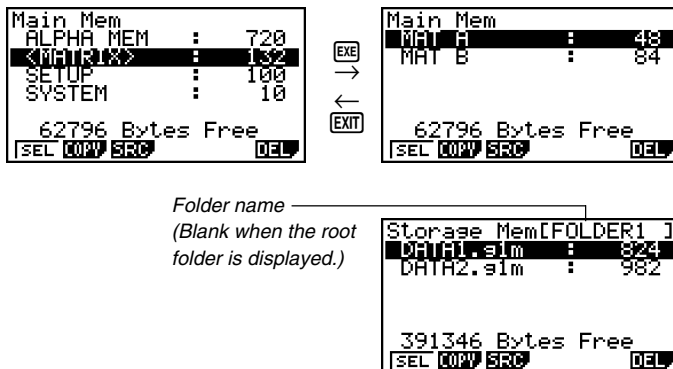 Main Mem
ALPHA MEM : 720
<MATRIX> : 132
SETUP : 100
SYSTEM : 10
62796 Bytes Free
SEL COPY SRC DEL
EXE
→
←
EXIT
Main Mem
MAT A : 48
MAT B : 84
62796 Bytes Free
SEL COPY SRC DEL
Folder name
(Blank when the root
folder is displayed.)
Storage Mem[FOLDER1 ]
DATA1.g1m : 824
DATA2.g1m : 982
391346 Bytes Free
SEL COPY SRC DEL